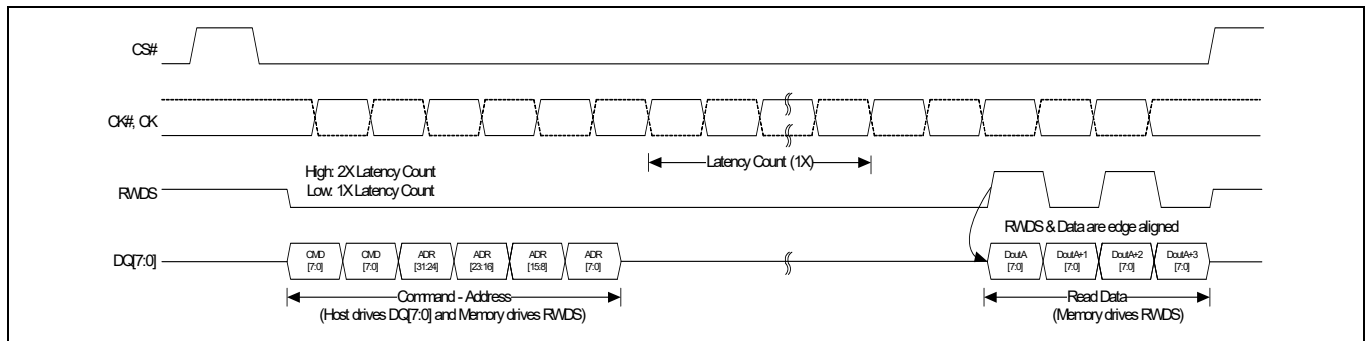 CS#
CK#, CK
Latency Count (1X)
High: 2X Latency Count
Low: 1X Latency Count
RWDS
RWDS & Data are edge aligned
DQ[7:0]
CMD [7:0]
CMD [7:0]
ADR [31:24]
ADR [23:16]
ADR [15:8]
ADR [7:0]
DoutA [7:0]
DoutA+1 [7:0]
DoutA+2 [7:0]
DoutA+3 [7:0]
Command - Address
(Host drives DQ[7:0] and Memory drives RWDS)
Read Data
(Memory drives RWDS)